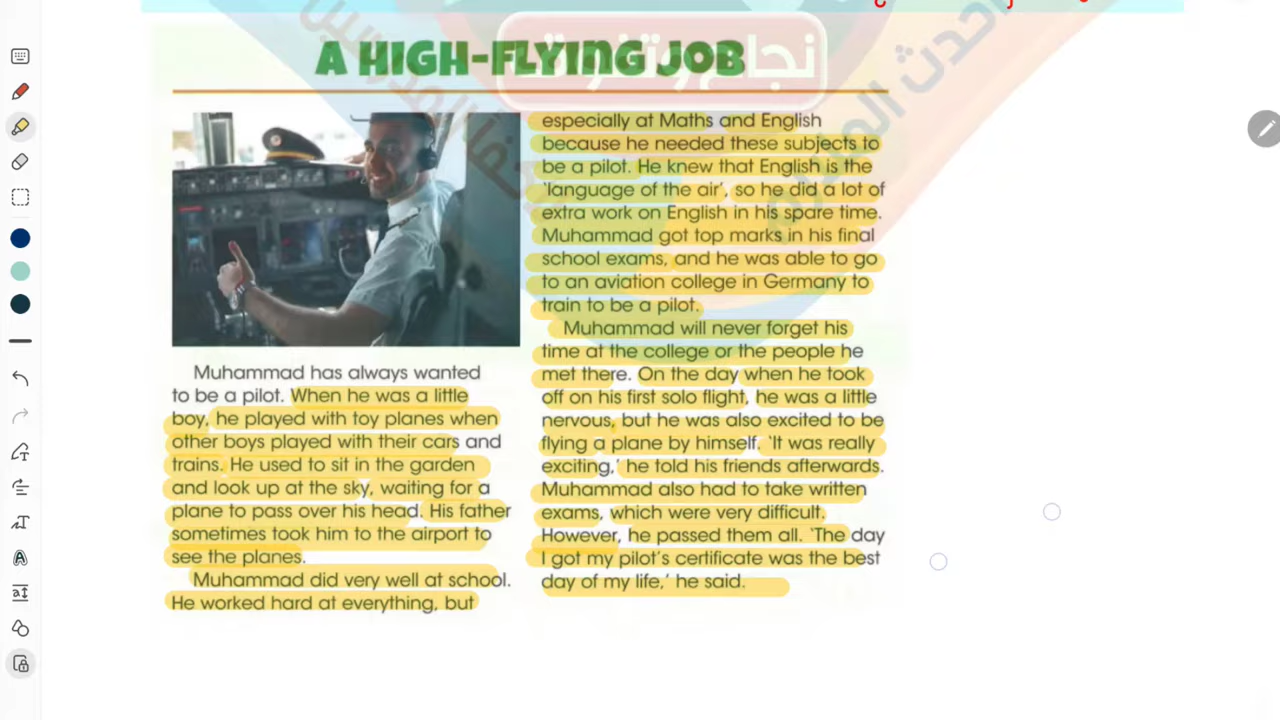 A HIGH-FLYING JOB
نجاح وتفوق
Muhammad has always wanted
to be a pilot. When he was a little
boy, he played with toy planes when
other boys played with their cars and
trains. He used to sit in the garden
and look up at the sky, waiting for a
plane to pass over his head. His father
sometimes took him to the airport to
see the planes.
Muhammad did very well at school.
He worked hard at everything, but
especially at Maths and English
because he needed these subjects to
be a pilot. He knew that English is the
'language of the air', so he did a lot of
extra work on English in his spare time.
Muhammad got top marks in his final
school exams, and he was able to go
to an aviation college in Germany to
train to be a pilot.
Muhammad will never forget his
time at the college or the people he
met there. On the day when he took
off on his first solo flight, he was a little
nervous, but he was also excited to be
flying a plane by himself. 'It was really
exciting,' he told his friends afterwards.
Muhammad also had to take written
exams, which were very difficult.
However, he passed them all. 'The day
I got my pilot's certificate was the best
day of my life,' he said.